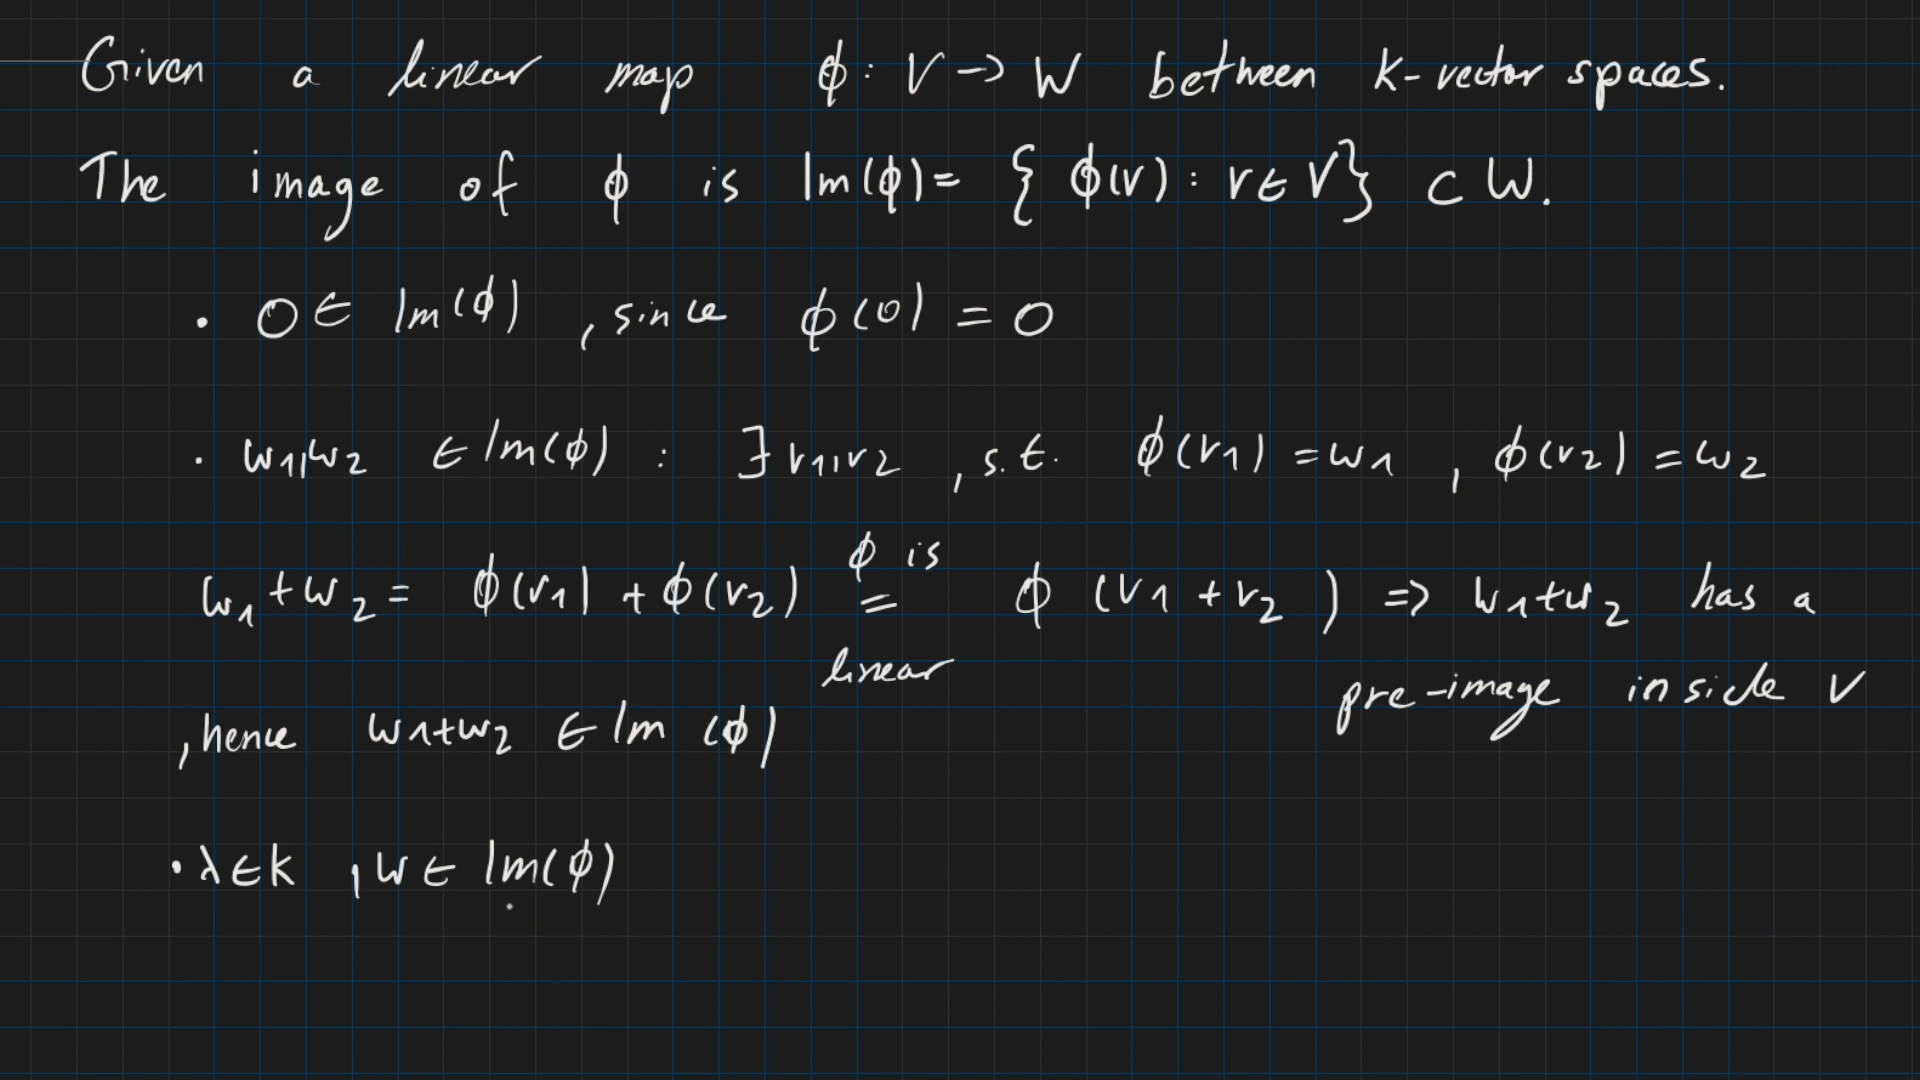 Given a linear map ϕ: V -> W between K-vector spaces.
The image of ϕ is Im(ϕ)= { ϕ(v) : v ∈ V} ⊂ W.
• 0 ∈ Im(ϕ) , since ϕ(0) = 0
• w1,w2 ∈ Im(ϕ) : ∃ v1,v2 , s.t. ϕ(v1) = w1 , ϕ(v2) = w2
ϕ is
w1 + w2 = ϕ(v1) + ϕ(v2) = ϕ (v1 + v2) => w1+w2 has a
linear
pre-image inside V
, hence w1+w2 ∈ Im (ϕ)
• λ ∈ K , w ∈ Im(ϕ)